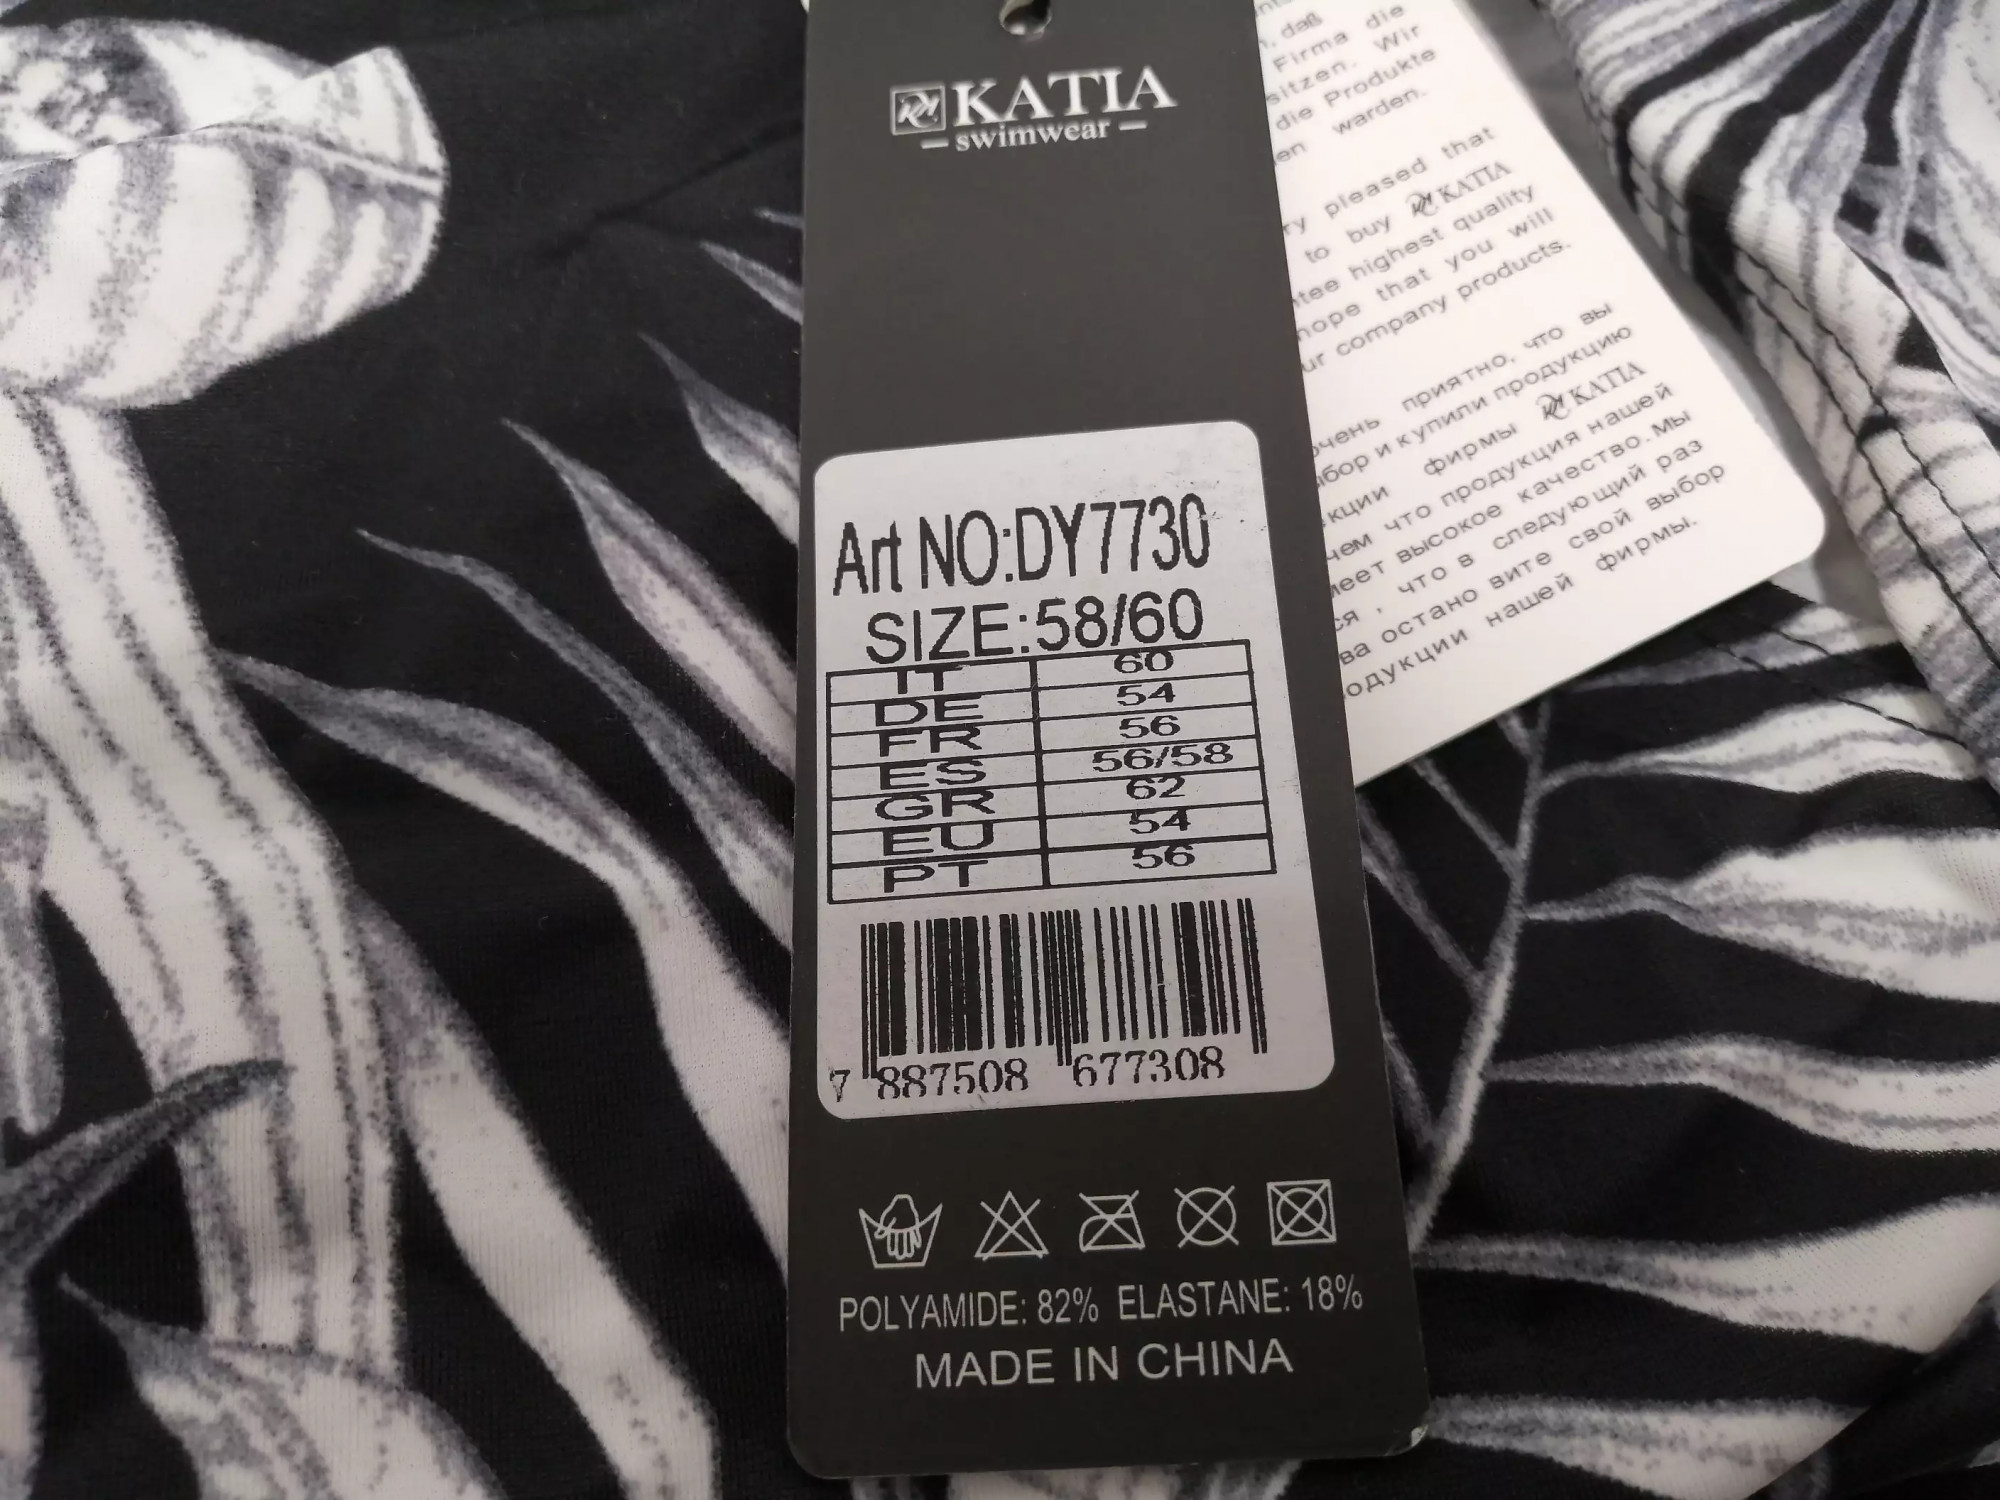 KATIA
swimwear
Art NO:DY7730
SIZE:58/60
IT 60
DE 54
FR 56
ES 56/58
GR 62
EU 54
PT 56
7 887508 677308
POLYAMIDE: 82% ELASTANE: 18%
MADE IN CHINA
daß
Firma die
Wir
die Produkte
warden.
pleased that
to buy KATIA
highest quality
that you will
company products.
приятно, что вы
и купили продукцию
фирмы KATIA
что продукция нашей
высокое качество.мы
, что в следующий раз
остано вите свой выбор
нашей фирмы.